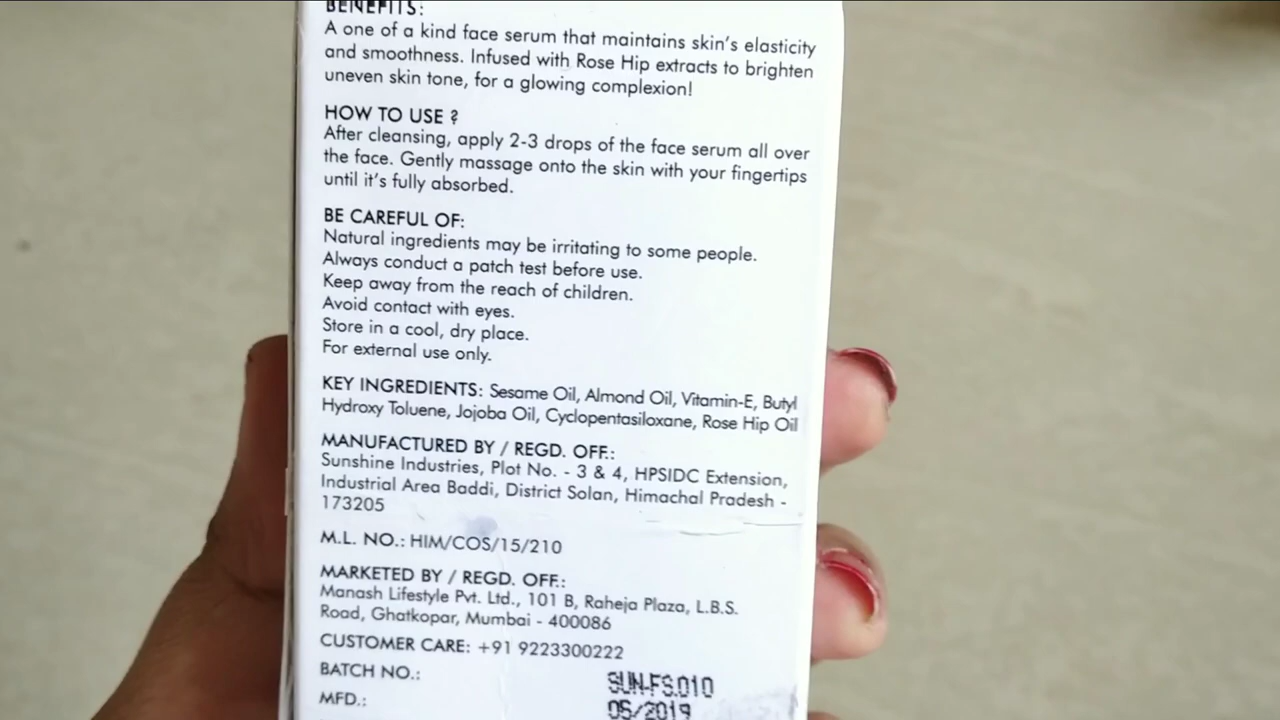 BENEFITS:
A one of a kind face serum that maintains skin's elasticity
and smoothness. Infused with Rose Hip extracts to brighten
uneven skin tone, for a glowing complexion!
HOW TO USE ?
After cleansing, apply 2-3 drops of the face serum all over
the face. Gently massage onto the skin with your fingertips
until it's fully absorbed.
BE CAREFUL OF:
Natural ingredients may be irritating to some people.
Always conduct a patch test before use.
Keep away from the reach of children.
Avoid contact with eyes.
Store in a cool, dry place.
For external use only.
KEY INGREDIENTS: Sesame Oil, Almond Oil, Vitamin-E, Butyl
Hydroxy Toluene, Jojoba Oil, Cyclopentasiloxane, Rose Hip Oil
MANUFACTURED BY / REGD. OFF.:
Sunshine Industries, Plot No. - 3 & 4, HPSIDC Extension,
Industrial Area Baddi, District Solan, Himachal Pradesh -
173205
M.L. NO.: HIM/COS/15/210
MARKETED BY / REGD. OFF.:
Manash Lifestyle Pvt. Ltd., 101 B, Raheja Plaza, L.B.S.
Road, Ghatkopar, Mumbai - 400086
CUSTOMER CARE: +91 9223300222
BATCH NO.: SUN-FS.010
MFD.: 05/2019